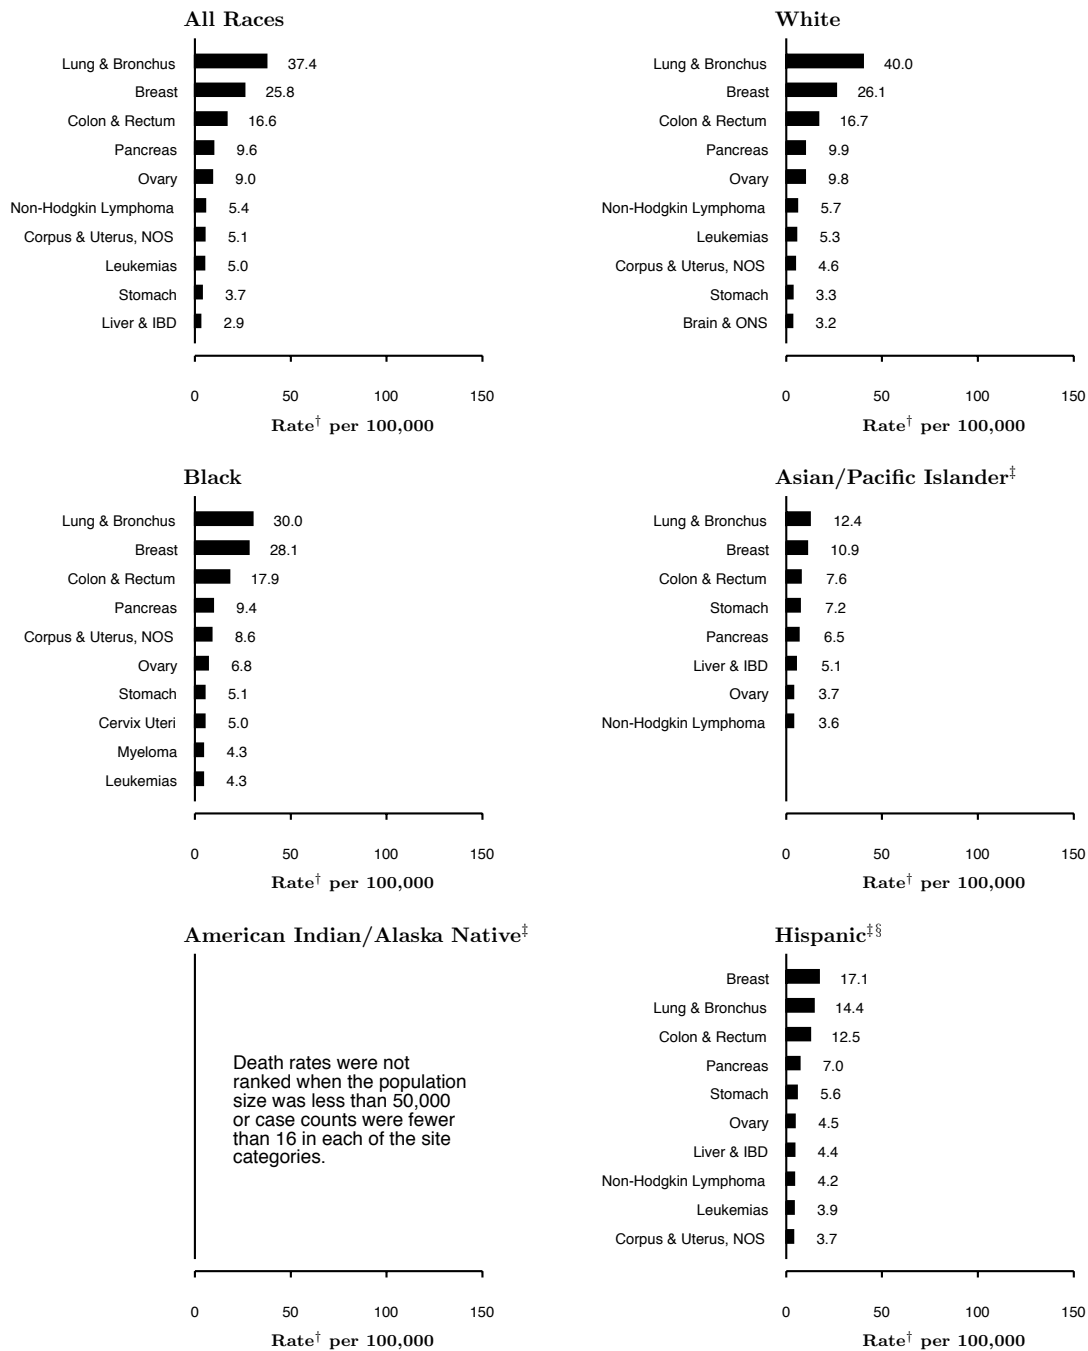 All Races
Lung & Bronchus 37.4
Breast 25.8
Colon & Rectum 16.6
Pancreas 9.6
Ovary 9.0
Non-Hodgkin Lymphoma 5.4
Corpus & Uterus, NOS 5.1
Leukemias 5.0
Stomach 3.7
Liver & IBD 2.9
0 50 100 150
Rate† per 100,000
White
Lung & Bronchus 40.0
Breast 26.1
Colon & Rectum 16.7
Pancreas 9.9
Ovary 9.8
Non-Hodgkin Lymphoma 5.7
Leukemias 5.3
Corpus & Uterus, NOS 4.6
Stomach 3.3
Brain & ONS 3.2
0 50 100 150
Rate† per 100,000
Black
Lung & Bronchus 30.0
Breast 28.1
Colon & Rectum 17.9
Pancreas 9.4
Corpus & Uterus, NOS 8.6
Ovary 6.8
Stomach 5.1
Cervix Uteri 5.0
Myeloma 4.3
Leukemias 4.3
0 50 100 150
Rate† per 100,000
Asian/Pacific Islander‡
Lung & Bronchus 12.4
Breast 10.9
Colon & Rectum 7.6
Stomach 7.2
Pancreas 6.5
Liver & IBD 5.1
Ovary 3.7
Non-Hodgkin Lymphoma 3.6
0 50 100 150
Rate† per 100,000
American Indian/Alaska Native‡
Death rates were not
ranked when the population
size was less than 50,000
or case counts were fewer
than 16 in each of the site
categories.
0 50 100 150
Rate† per 100,000
Hispanic‡§
Breast 17.1
Lung & Bronchus 14.4
Colon & Rectum 12.5
Pancreas 7.0
Stomach 5.6
Ovary 4.5
Liver & IBD 4.4
Non-Hodgkin Lymphoma 4.2
Leukemias 3.9
Corpus & Uterus, NOS 3.7
0 50 100 150
Rate† per 100,000